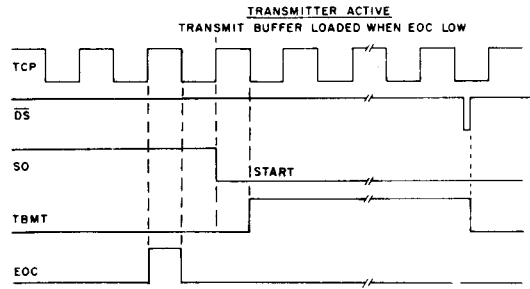 TRANSMITTER ACTIVE
TRANSMIT BUFFER LOADED WHEN EOC LOW
TCP
DS
SO
START
TBMT
EOC